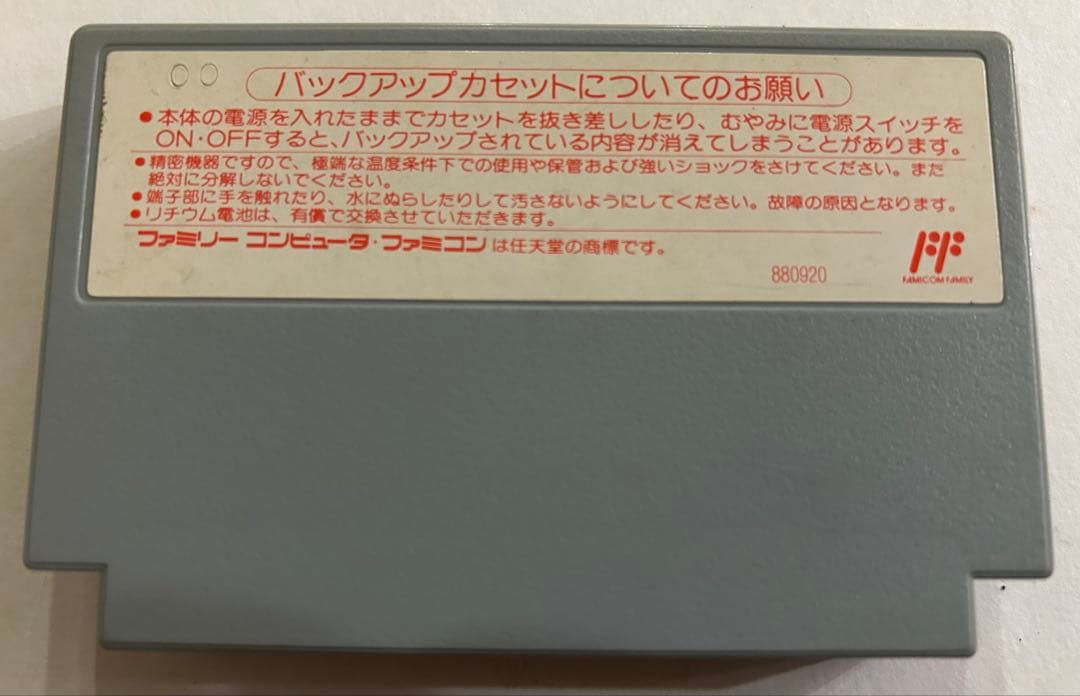 00
バックアップカセットについてのお願い
●本体の電源を入れたままでカセットを抜き差ししたり、むやみに電源スイッチを
ON・OFFすると、バックアップされている内容が消えてしまうことがあります。
●精密機器ですので、極端な温度条件下での使用や保管および強いショックをさけてください。また
絶対に分解しないでください。
●端子部に手を触れたり、水にぬらしたりして汚さないようにしてください。故障の原因となります。
●リチウム電池は、有償で交換させていただきます。
ファミリー コンピュータ・ファミコンは任天堂の商標です。
880920
FF
FAMICOM FAMILY